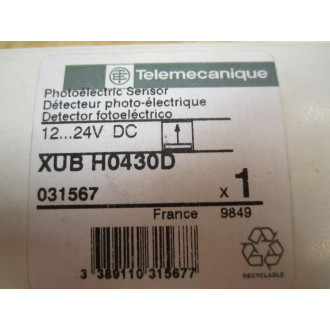 Telemecanique
Photoélectric Sensor
Détecteur photo-électrique
Detector fotoeléctrico
12...24V DC
XUB H0430D
031567
x 1
France 9849
3 389110 315677
RECYCLABLE